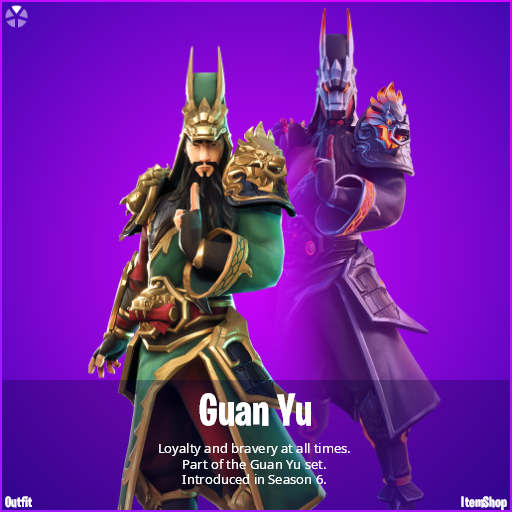 Guan Yu
Loyalty and bravery at all times.
Part of the Guan Yu set.
Introduced in Season 6.
Outfit
ItemShop